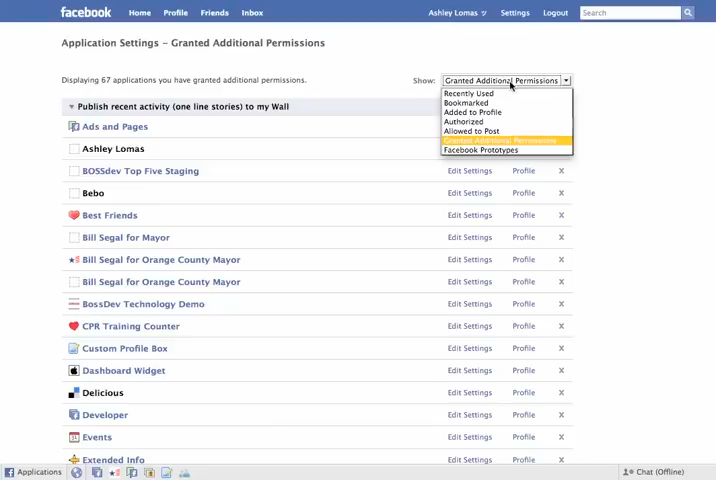 facebook Home Profile Friends Inbox Ashley Lomas Settings Logout Search
Application Settings – Granted Additional Permissions
Displaying 67 applications you have granted additional permissions. Show: Granted Additional Permissions
Recently Used
Bookmarked
Added to Profile
Authorized
Allowed to Post
Granted Additional Permissions
Facebook Prototypes
Publish recent activity (one line stories) to my Wall
Ads and Pages
Ashley Lomas
BOSSdev Top Five Staging Edit Settings Profile X
Bebo Edit Settings Profile X
Best Friends Edit Settings Profile X
Bill Segal for Mayor Edit Settings Profile X
Bill Segal for Orange County Mayor Edit Settings Profile X
Bill Segal for Orange County Mayor Edit Settings Profile X
BossDev Technology Demo Edit Settings Profile X
CPR Training Counter Edit Settings Profile X
Custom Profile Box Edit Settings Profile X
Dashboard Widget Edit Settings Profile X
Delicious Edit Settings Profile X
Developer Edit Settings Profile X
Events Edit Settings Profile X
Extended Info Edit Settings Profile X
Applications Chat (Offline)